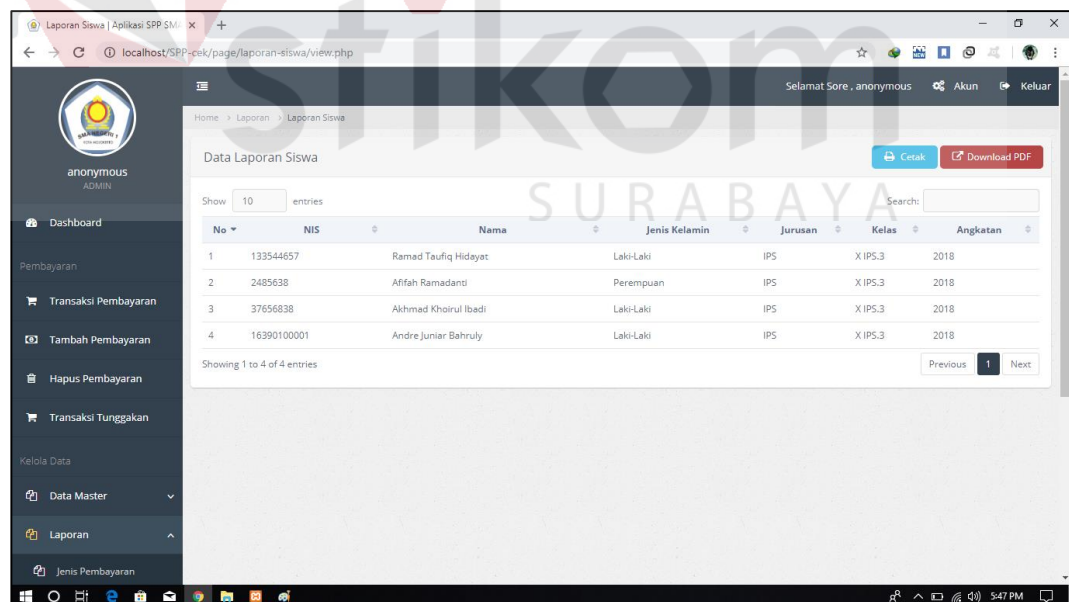 Laporan Siswa | Aplikasi SPP SMA
localhost/SPP-cek/page/laporan-siswa/view.php
stikom
SURABAYA
Selamat Sore , anonymous Akun Keluar
Home > Laporan > Laporan Siswa
anonymous
ADMIN
Dashboard
Pembayaran
Transaksi Pembayaran
Tambah Pembayaran
Hapus Pembayaran
Transaksi Tunggakan
Kelola Data
Data Master
Laporan
Jenis Pembayaran
Data Laporan Siswa Cetak Download PDF
Show 10 entries Search:
No NIS Nama Jenis Kelamin Jurusan Kelas Angkatan
1 133544657 Ramad Taufiq Hidayat Laki-Laki IPS X IPS.3 2018
2 2485638 Afifah Ramadanti Perempuan IPS X IPS.3 2018
3 37656838 Akhmad Khoirul Ibadi Laki-Laki IPS X IPS.3 2018
4 16390100001 Andre Juniar Bahruly Laki-Laki IPS X IPS.3 2018
Showing 1 to 4 of 4 entries Previous 1 Next
5:47 PM